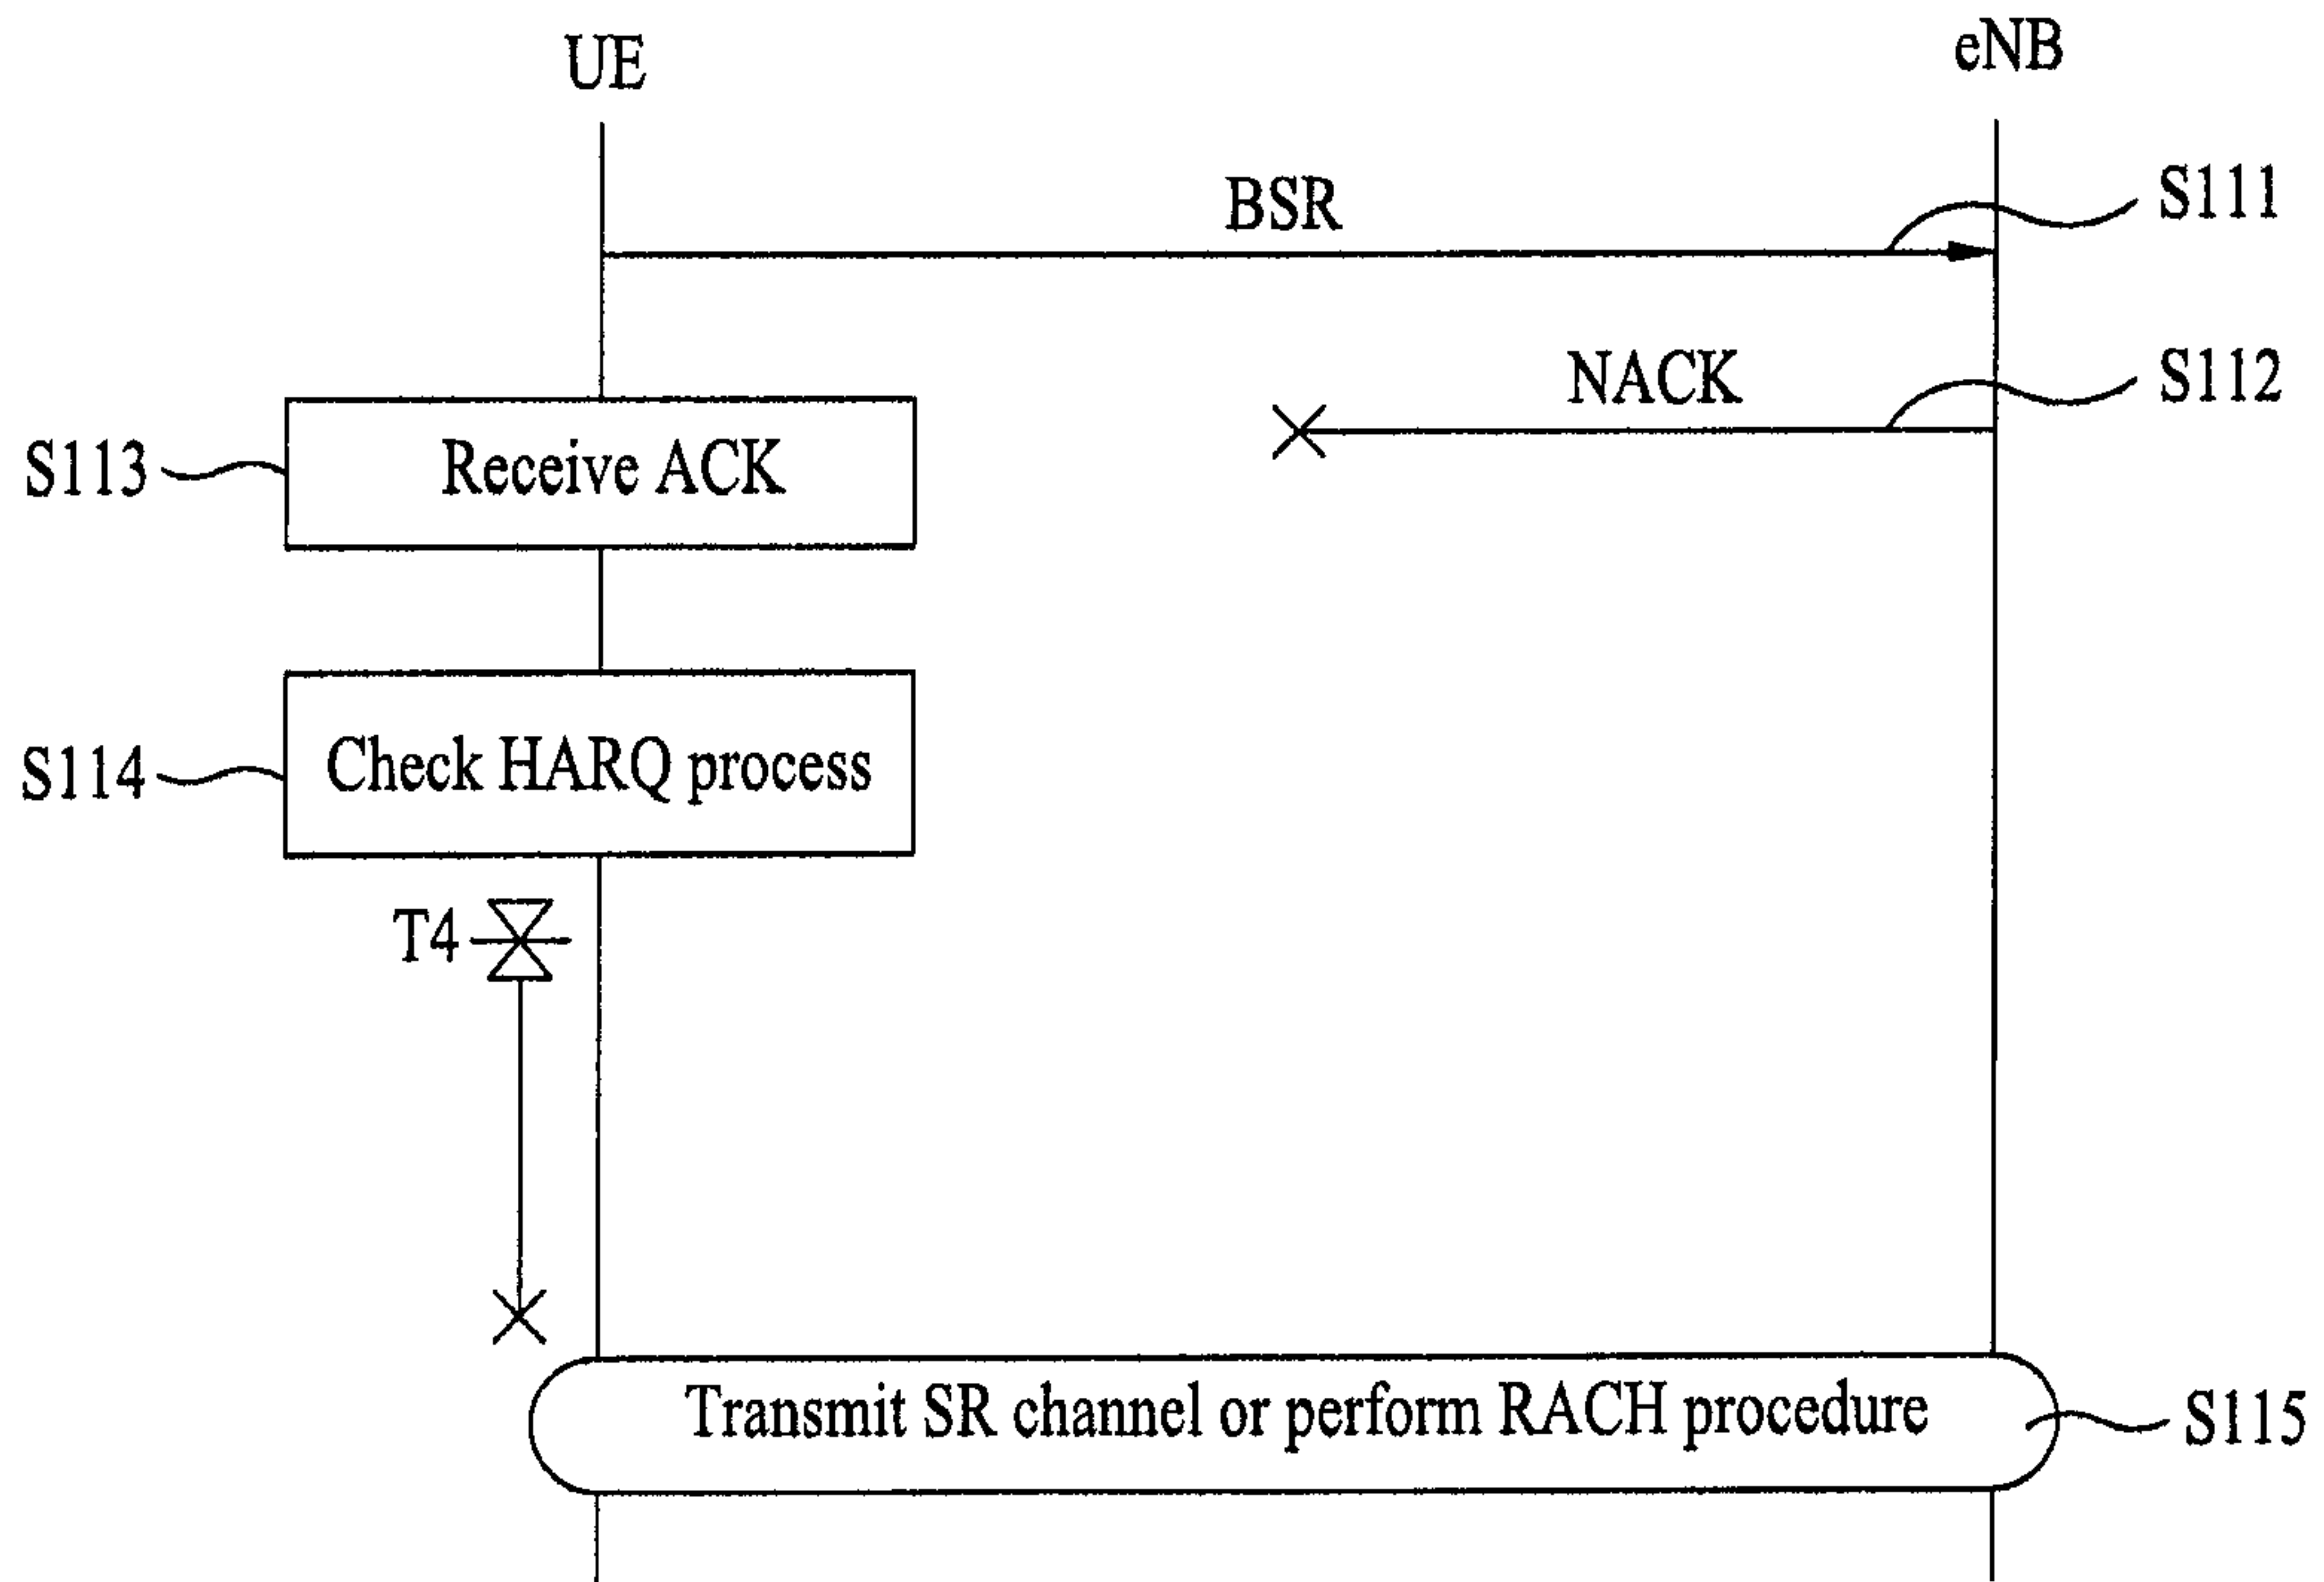 UE
eNB
BSR
S111
NACK
S112
S113
Receive ACK
S114
Check HARQ process
T4
Transmit SR channel or perform RACH procedure
S115